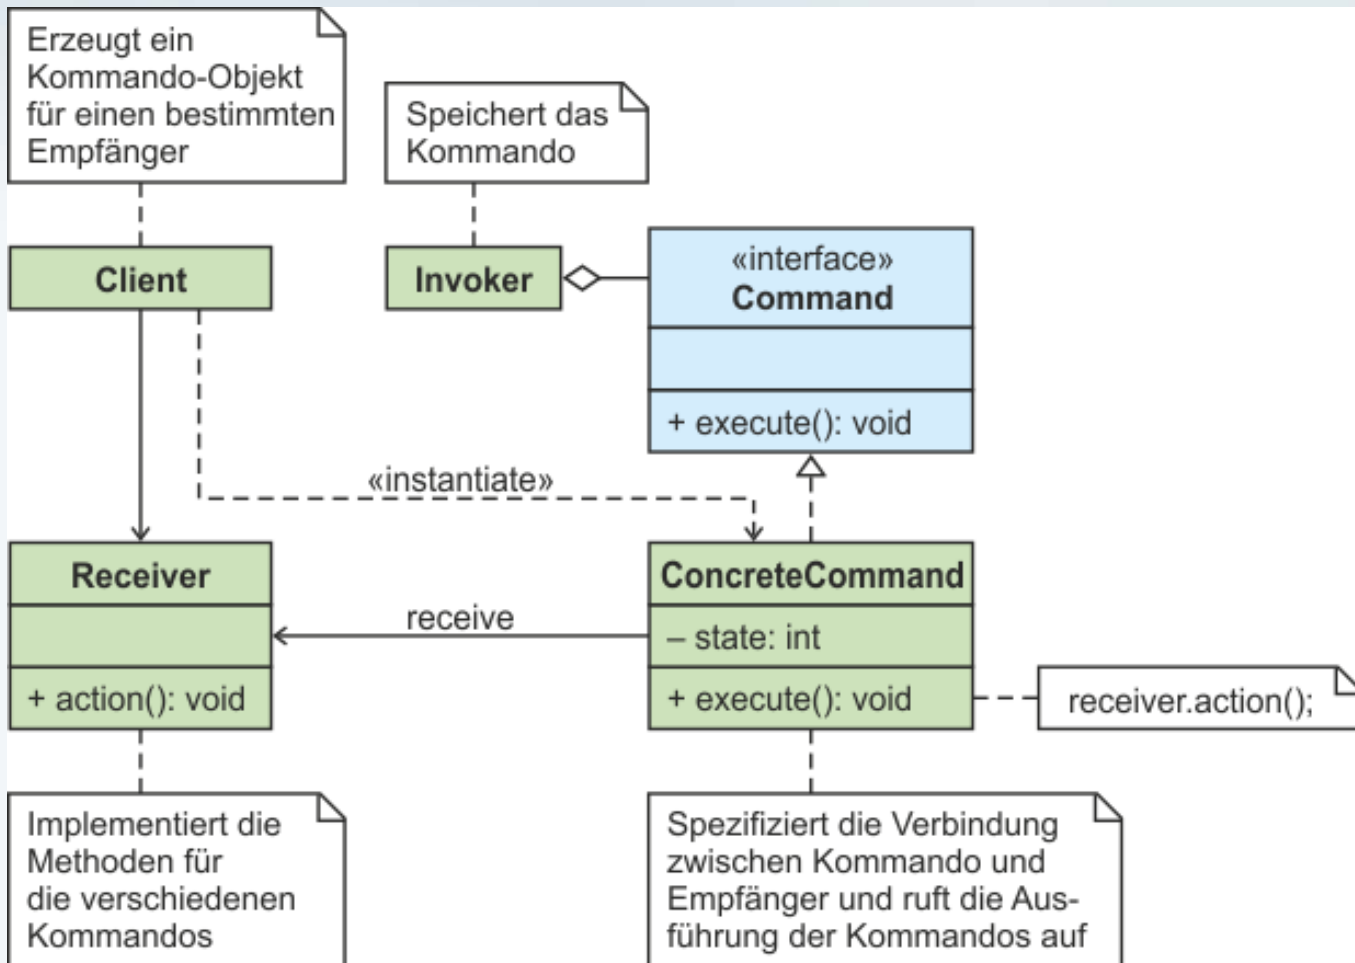 Erzeugt ein
Kommando-Objekt
für einen bestimmten
Empfänger
Speichert das
Kommando
Client
Invoker
«interface»
Command
+ execute(): void
«instantiate»
Receiver
+ action(): void
receive
ConcreteCommand
– state: int
+ execute(): void
receiver.action();
Implementiert die
Methoden für
die verschiedenen
Kommandos
Spezifiziert die Verbindung
zwischen Kommando und
Empfänger und ruft die Aus-
führung der Kommandos auf